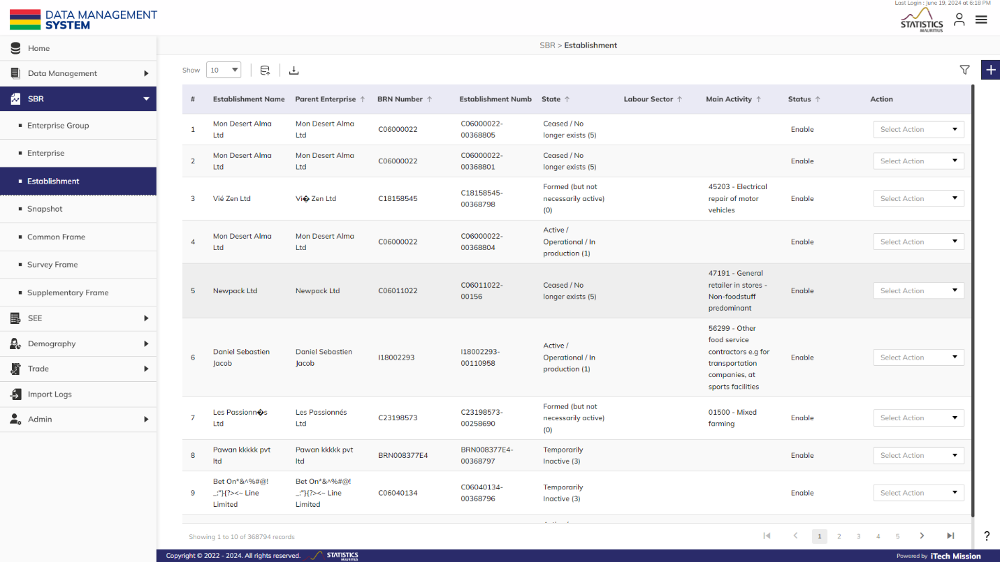 Last Login : June 19, 2024 at 6:18 PM
DATA MANAGEMENT
SYSTEM
STATISTICS
MAURITIUS
Home
Data Management
SBR
Enterprise Group
Enterprise
Establishment
Snapshot
Common Frame
Survey Frame
Supplementary Frame
SEE
Demography
Trade
Import Logs
Admin
SBR > Establishment
Show 10
# Establishment Name Parent Enterprise ↑ BRN Number ↑ Establishment Numb State ↑ Labour Sector ↑ Main Activity ↑ Status ↑ Action
1 Mon Desert Alma Ltd Mon Desert Alma Ltd C06000022 C06000022-00368805 Ceased / No longer exists (5) Enable Select Action
2 Mon Desert Alma Ltd Mon Desert Alma Ltd C06000022 C06000022-00368801 Ceased / No longer exists (5) Enable Select Action
3 Vié Zen Ltd Vi� Zen Ltd C18158545 C18158545-00368798 Formed (but not necessarily active) (0) 45203 - Electrical repair of motor vehicles Enable Select Action
4 Mon Desert Alma Ltd Mon Desert Alma Ltd C06000022 C06000022-00368804 Active / Operational / In production (1) Enable Select Action
5 Newpack Ltd Newpack Ltd C06011022 C06011022-00156 Ceased / No longer exists (5) 47191 - General retailer in stores - Non-foodstuff predominant Enable Select Action
6 Daniel Sebastien Jacob Daniel Sebastien Jacob I18002293 I18002293-00110958 Active / Operational / In production (1) 56299 - Other food service contractors e.g for transportation companies, at sports facilities Enable Select Action
7 Les Passionn�s Ltd Les Passionnés Ltd C23198573 C23198573-00258690 Formed (but not necessarily active) (0) 01500 - Mixed farming Enable Select Action
8 Pawan kkkkk pvt ltd Pawan kkkkk pvt ltd BRN008377E4 BRN008377E4-00368797 Temporarily Inactive (3) Enable Select Action
9 Bet On*&^%#@!_:"}{?><~ Line Limited Bet On*&^%#@!_:"}{?><~ Line Limited C06040134 C06040134-00368796 Temporarily Inactive (3) Enable Select Action
Showing 1 to 10 of 368794 records
1 2 3 4 5
?
Copyright © 2022 - 2024. All rights reserved. STATISTICS MAURITIUS
Powered by iTech Mission